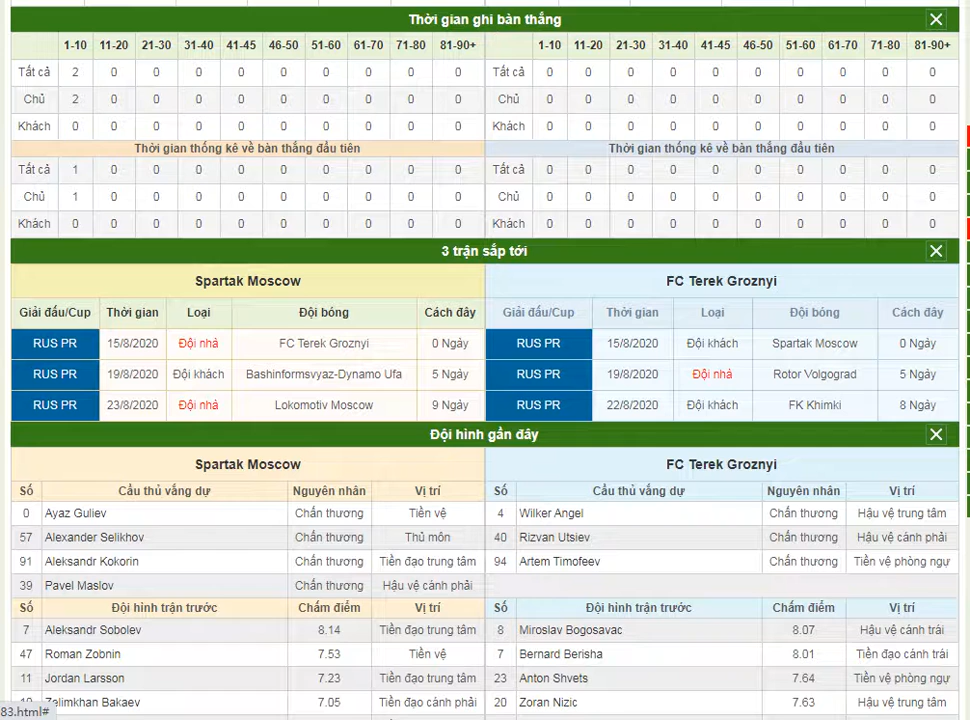 Thời gian ghi bàn thắng
1-10 11-20 21-30 31-40 41-45 46-50 51-60 61-70 71-80 81-90+ 1-10 11-20 21-30 31-40 41-45 46-50 51-60 61-70 71-80 81-90+
Tất cả 2 0 0 0 0 0 0 0 0 0 Tất cả 0 0 0 0 0 0 0 0 0 0
Chủ 2 0 0 0 0 0 0 0 0 0 Chủ 0 0 0 0 0 0 0 0 0 0
Khách 0 0 0 0 0 0 0 0 0 0 Khách 0 0 0 0 0 0 0 0 0 0
Thời gian thống kê về bàn thắng đầu tiên Thời gian thống kê về bàn thắng đầu tiên
Tất cả 1 0 0 0 0 0 0 0 0 0 Tất cả 0 0 0 0 0 0 0 0 0 0
Chủ 1 0 0 0 0 0 0 0 0 0 Chủ 0 0 0 0 0 0 0 0 0 0
Khách 0 0 0 0 0 0 0 0 0 0 Khách 0 0 0 0 0 0 0 0 0 0
3 trận sắp tới
Spartak Moscow FC Terek Groznyi
Giải đấu/Cup Thời gian Loại Đội bóng Cách đây Giải đấu/Cup Thời gian Loại Đội bóng Cách đây
RUS PR 15/8/2020 Đội nhà FC Terek Groznyi 0 Ngày RUS PR 15/8/2020 Đội khách Spartak Moscow 0 Ngày
RUS PR 19/8/2020 Đội khách Bashinformsvyaz-Dynamo Ufa 5 Ngày RUS PR 19/8/2020 Đội nhà Rotor Volgograd 5 Ngày
RUS PR 23/8/2020 Đội nhà Lokomotiv Moscow 9 Ngày RUS PR 22/8/2020 Đội khách FK Khimki 8 Ngày
Đội hình gần đây
Spartak Moscow FC Terek Groznyi
Số Cầu thủ vắng dự Nguyên nhân Vị trí Số Cầu thủ vắng dự Nguyên nhân Vị trí
0 Ayaz Guliev Chấn thương Tiền vệ 4 Wilker Angel Chấn thương Hậu vệ trung tâm
57 Alexander Selikhov Chấn thương Thủ môn 40 Rizvan Utsiev Chấn thương Hậu vệ cánh phải
91 Aleksandr Kokorin Chấn thương Tiền đạo trung tâm 94 Artem Timofeev Chấn thương Tiền vệ phòng ngự
39 Pavel Maslov Chấn thương Hậu vệ cánh phải
Số Đội hình trận trước Chấm điểm Vị trí Số Đội hình trận trước Chấm điểm Vị trí
7 Aleksandr Sobolev 8.14 Tiền đạo trung tâm 8 Miroslav Bogosavac 8.07 Hậu vệ cánh trái
47 Roman Zobnin 7.53 Tiền vệ 7 Bernard Berisha 8.01 Tiền đạo cánh trái
11 Jordan Larsson 7.23 Tiền đạo trung tâm 23 Anton Shvets 7.64 Tiền vệ phòng ngự
Zelimkhan Bakaev 7.05 Tiền đạo cánh phải 20 Zoran Nizic 7.63 Hậu vệ trung tâm
83.html#